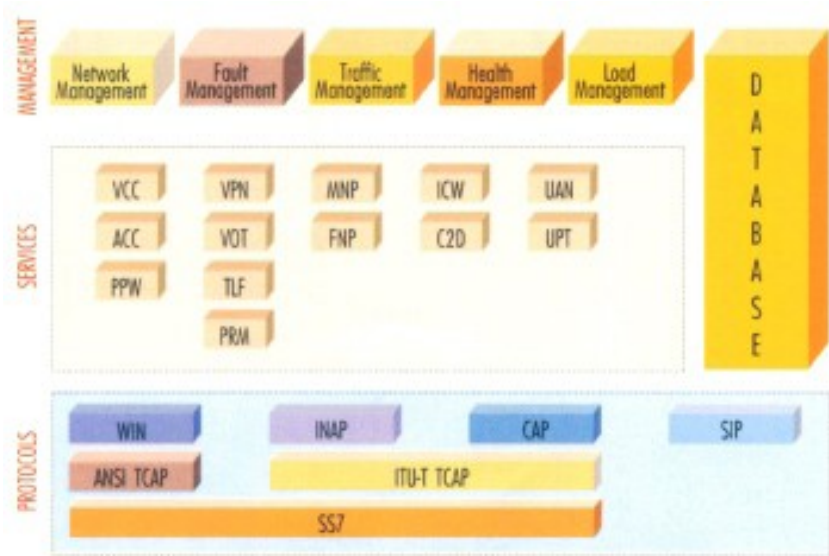 MANAGEMENT
Network
Management
Fault
Management
Traffic
Management
Health
Management
Load
Management
DATABASE
SERVICES
VCC VPN MNP ICW UAN
ACC VOT FNP C2D UPT
PPW TLF
PRM
PROTOCOLS
WIN INAP CAP SIP
ANSI TCAP ITU-T TCAP
SS7